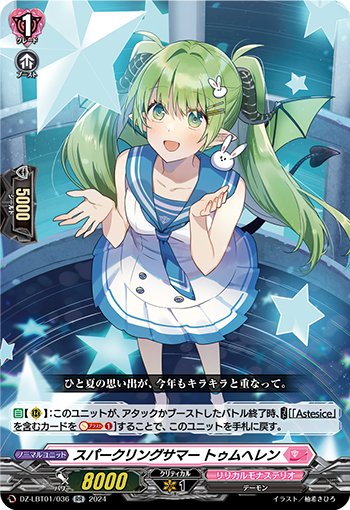 1
グレード
ブースト
5000
シールド
ひと夏の思い出が、今年もキラキラと重なって。
自【R】:このユニットが、アタックかブーストしたバトル終了時、【[Astesice]
を含むカードを[ソウルブラスト1]することで、このユニットを手札に戻す。
ノーマルユニット
スパークリングサマー トゥムヘレン
クリティカル
リリカルモナステリオ
D
パワー
8000
1
デーモン
DZ-LBT01/036 RR 2024
イラスト/柚希きひろ